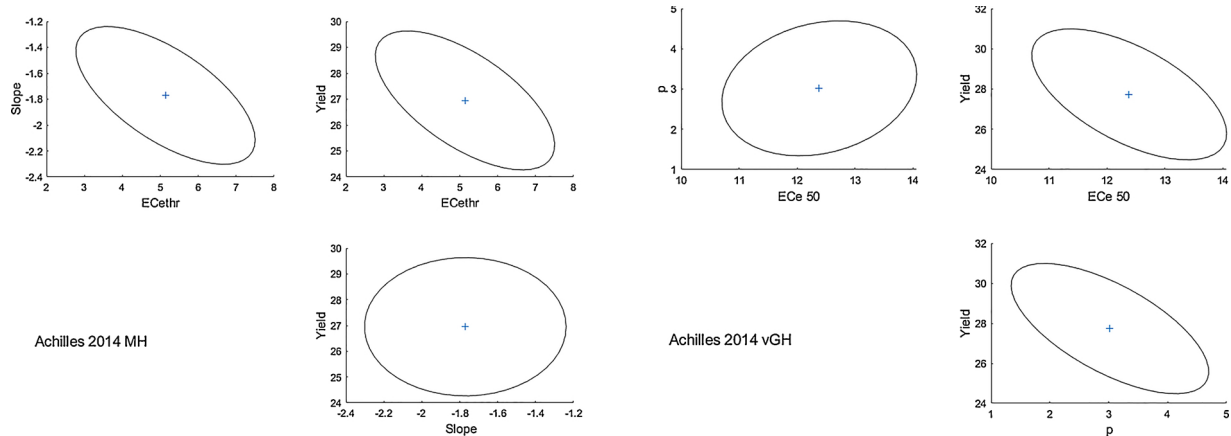 -1.2
-1.4
-1.6
-1.8
-2
-2.2
-2.4
Slope
2 3 4 5 6 7 8
ECethr
30
29
28
27
26
25
24
Yield
2 3 4 5 6 7 8
ECethr
5
4
3
2
1
p
10 11 12 13 14
ECe 50
32
30
28
26
24
Yield
10 11 12 13 14
ECe 50
Achilles 2014 MH
30
29
28
27
26
25
24
23
Yield
-2.4 -2.2 -2 -1.8 -1.6 -1.4 -1.2
Slope
Achilles 2014 vGH
32
30
28
26
24
Yield
1 2 3 4 5
p